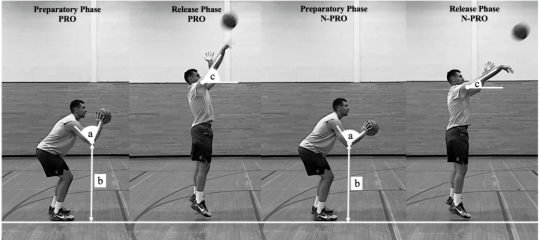 Preparatory Phase
PRO
a
b
Release Phase
PRO
c
Preparatory Phase
N-PRO
a
b
Release Phase
N-PRO
c